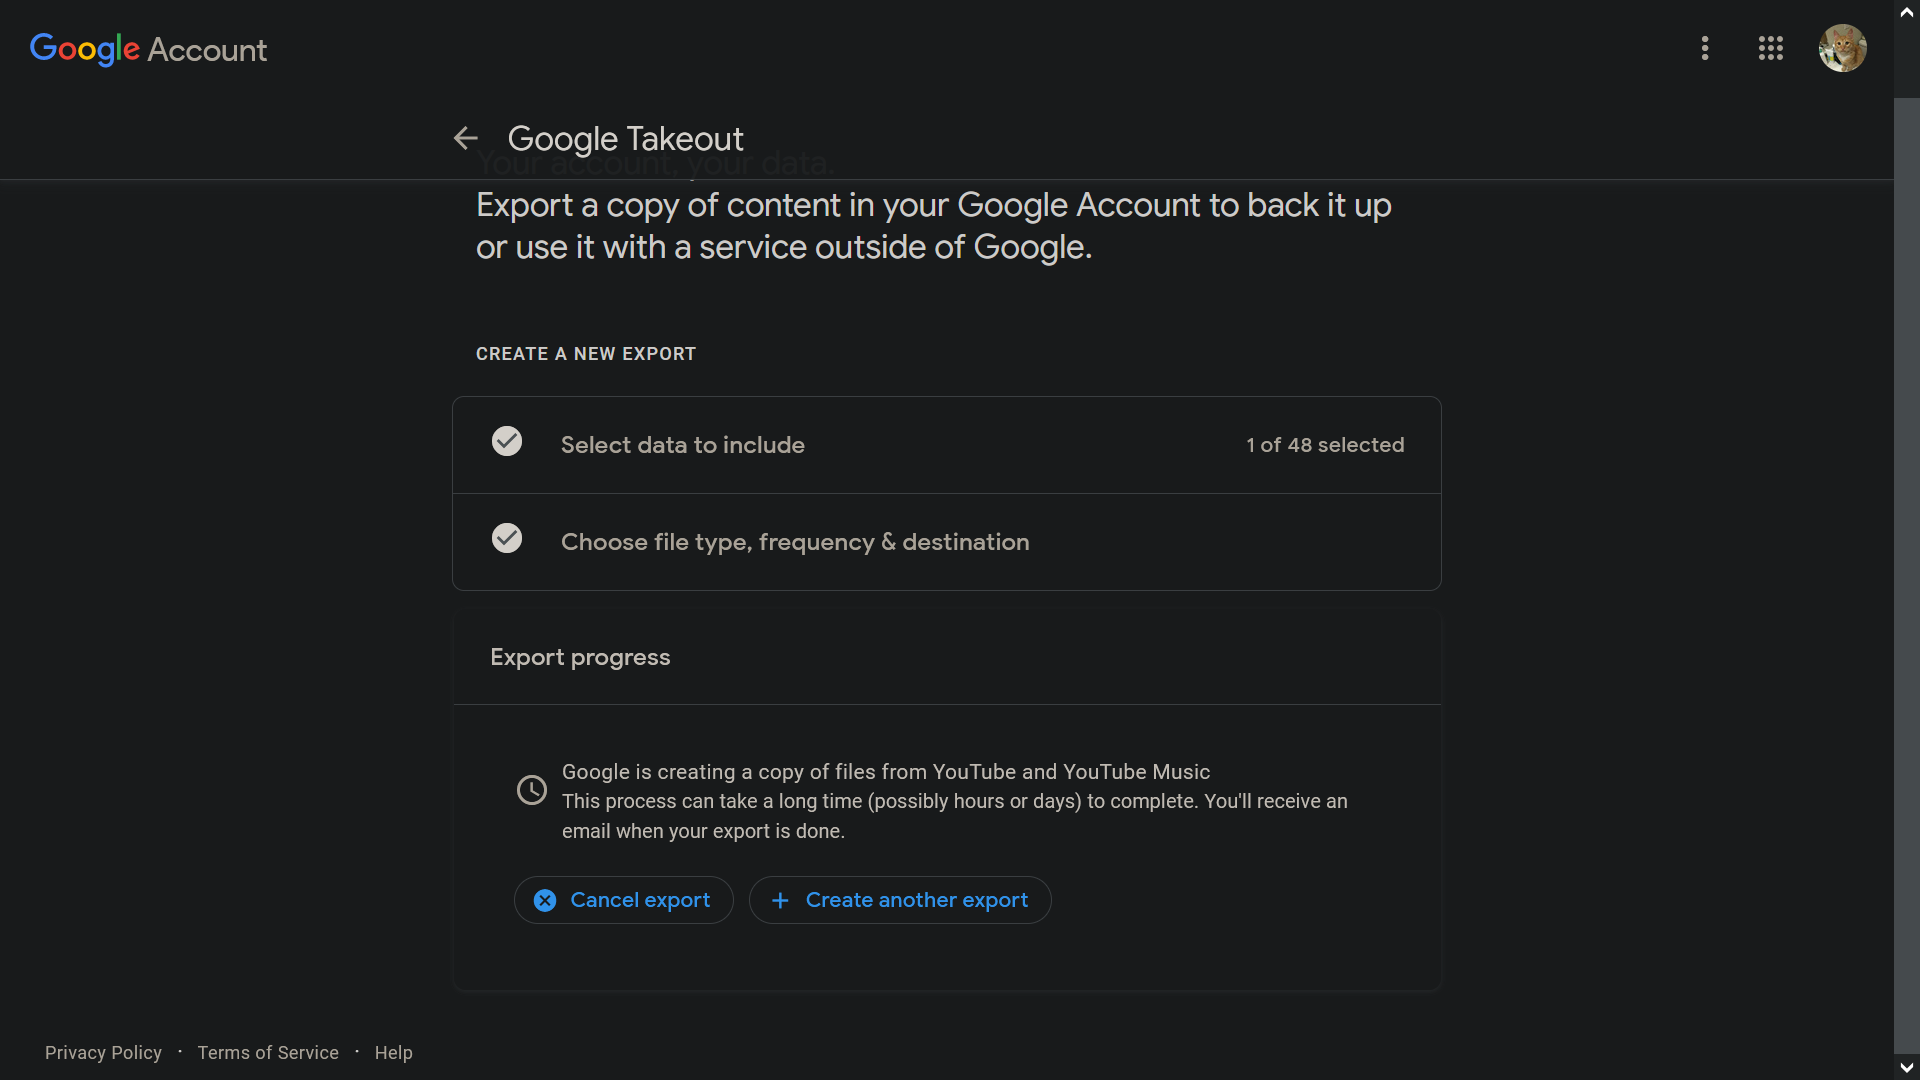 Google Account
Google Takeout
Your account, your data.
Export a copy of content in your Google Account to back it up
or use it with a service outside of Google.
CREATE A NEW EXPORT
Select data to include
1 of 48 selected
Choose file type, frequency & destination
Export progress
Google is creating a copy of files from YouTube and YouTube Music
This process can take a long time (possibly hours or days) to complete. You'll receive an
email when your export is done.
Cancel export
Create another export
Privacy Policy · Terms of Service · Help